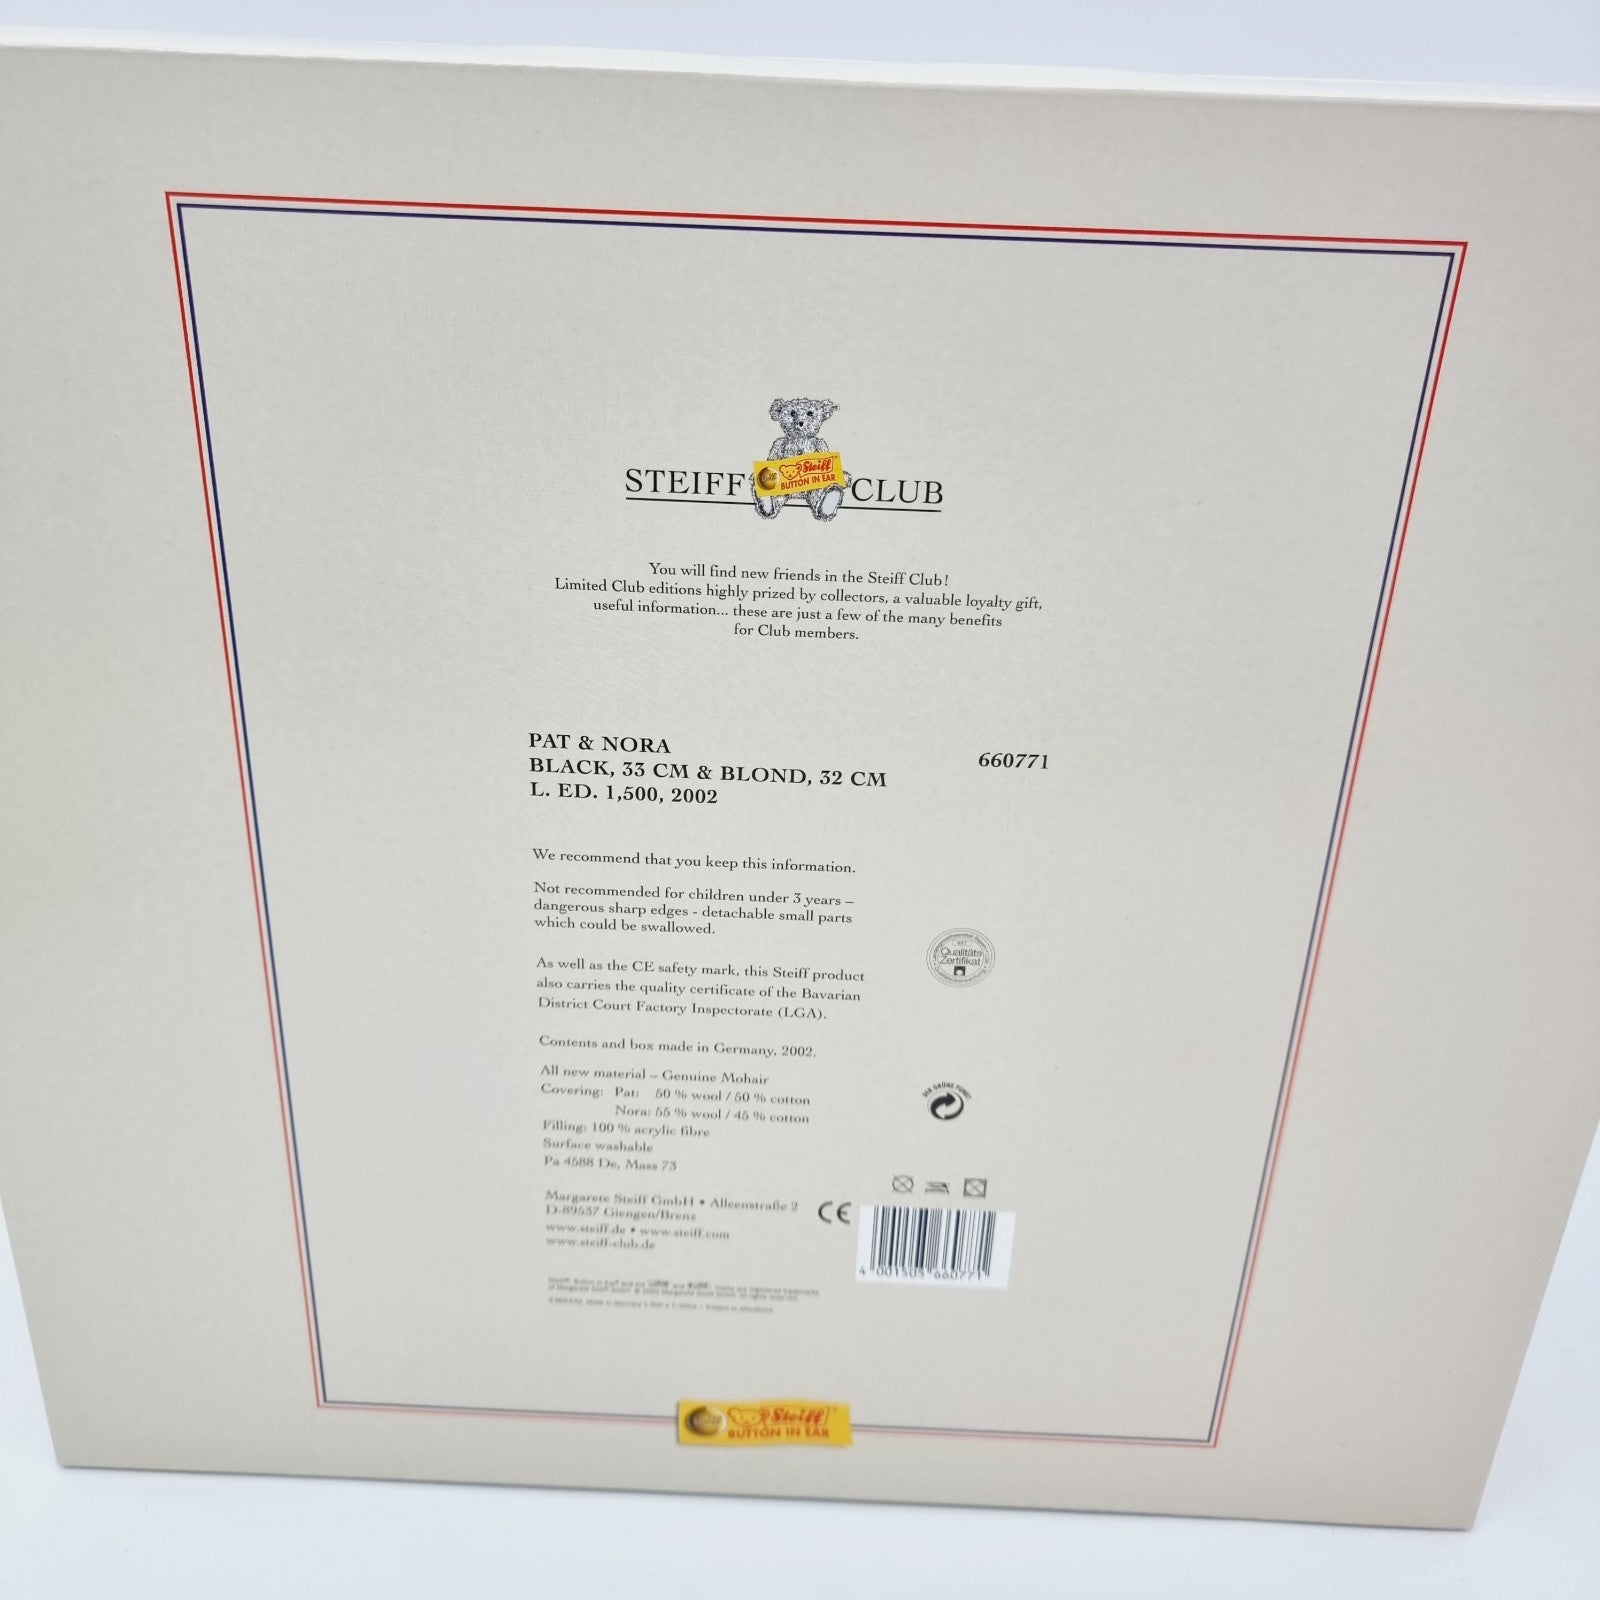 STEIFF CLUB
Steiff
BUTTON IN EAR
You will find new friends in the Steiff Club!
Limited Club editions highly prized by collectors, a valuable loyalty gift,
useful information... these are just a few of the many benefits
for Club members.
PAT & NORA 660771
BLACK, 33 CM & BLOND, 32 CM
L. ED. 1,500, 2002
We recommend that you keep this information.
Not recommended for children under 3 years –
dangerous sharp edges - detachable small parts
which could be swallowed.
Qualitäts
Zertifikat
As well as the CE safety mark, this Steiff product
also carries the quality certificate of the Bavarian
District Court Factory Inspectorate (LGA).
Contents and box made in Germany, 2002.
All new material – Genuine Mohair
Covering: Pat: 50 % wool / 50 % cotton
Nora: 55 % wool / 45 % cotton
Filling: 100 % acrylic fibre
Surface washable
Pa 4588 De, Mass 73
DER GRÜNE PUNKT
Margarete Steiff GmbH • Alleenstraße 2
D-89537 Giengen/Brenz
www.steiff.de • www.steiff.com
www.steiff-club.de
CE
4 001505 660771
Steiff
BUTTON IN EAR